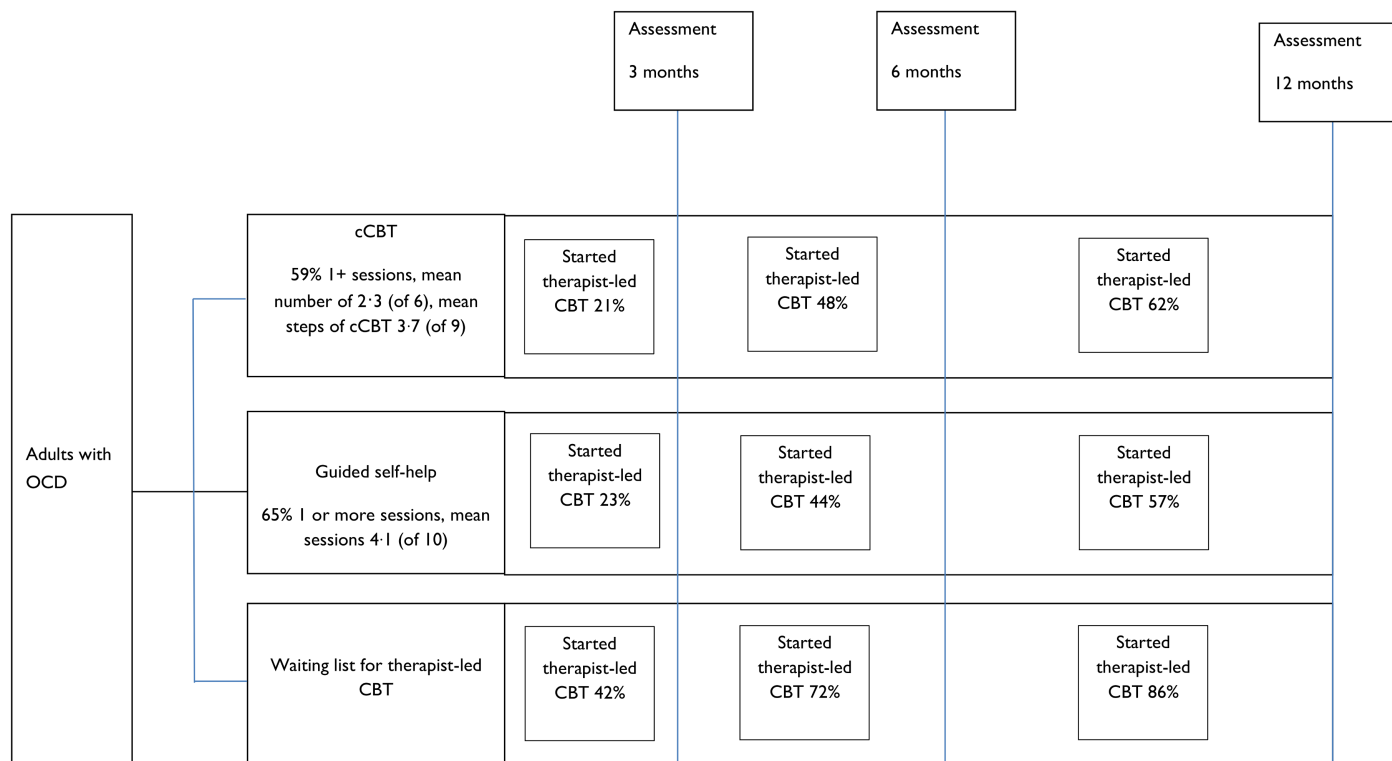 Assessment
3 months
Assessment
6 months
Assessment
12 months
Adults with
OCD
cCBT
59% 1+ sessions, mean
number of 2·3 (of 6), mean
steps of cCBT 3·7 (of 9)
Started
therapist-led
CBT 21%
Started
therapist-led
CBT 48%
Started
therapist-led
CBT 62%
Guided self-help
65% 1 or more sessions, mean
sessions 4·1 (of 10)
Started
therapist-led
CBT 23%
Started
therapist-led
CBT 44%
Started
therapist-led
CBT 57%
Waiting list for therapist-led
CBT
Started
therapist-led
CBT 42%
Started
therapist-led
CBT 72%
Started
therapist-led
CBT 86%